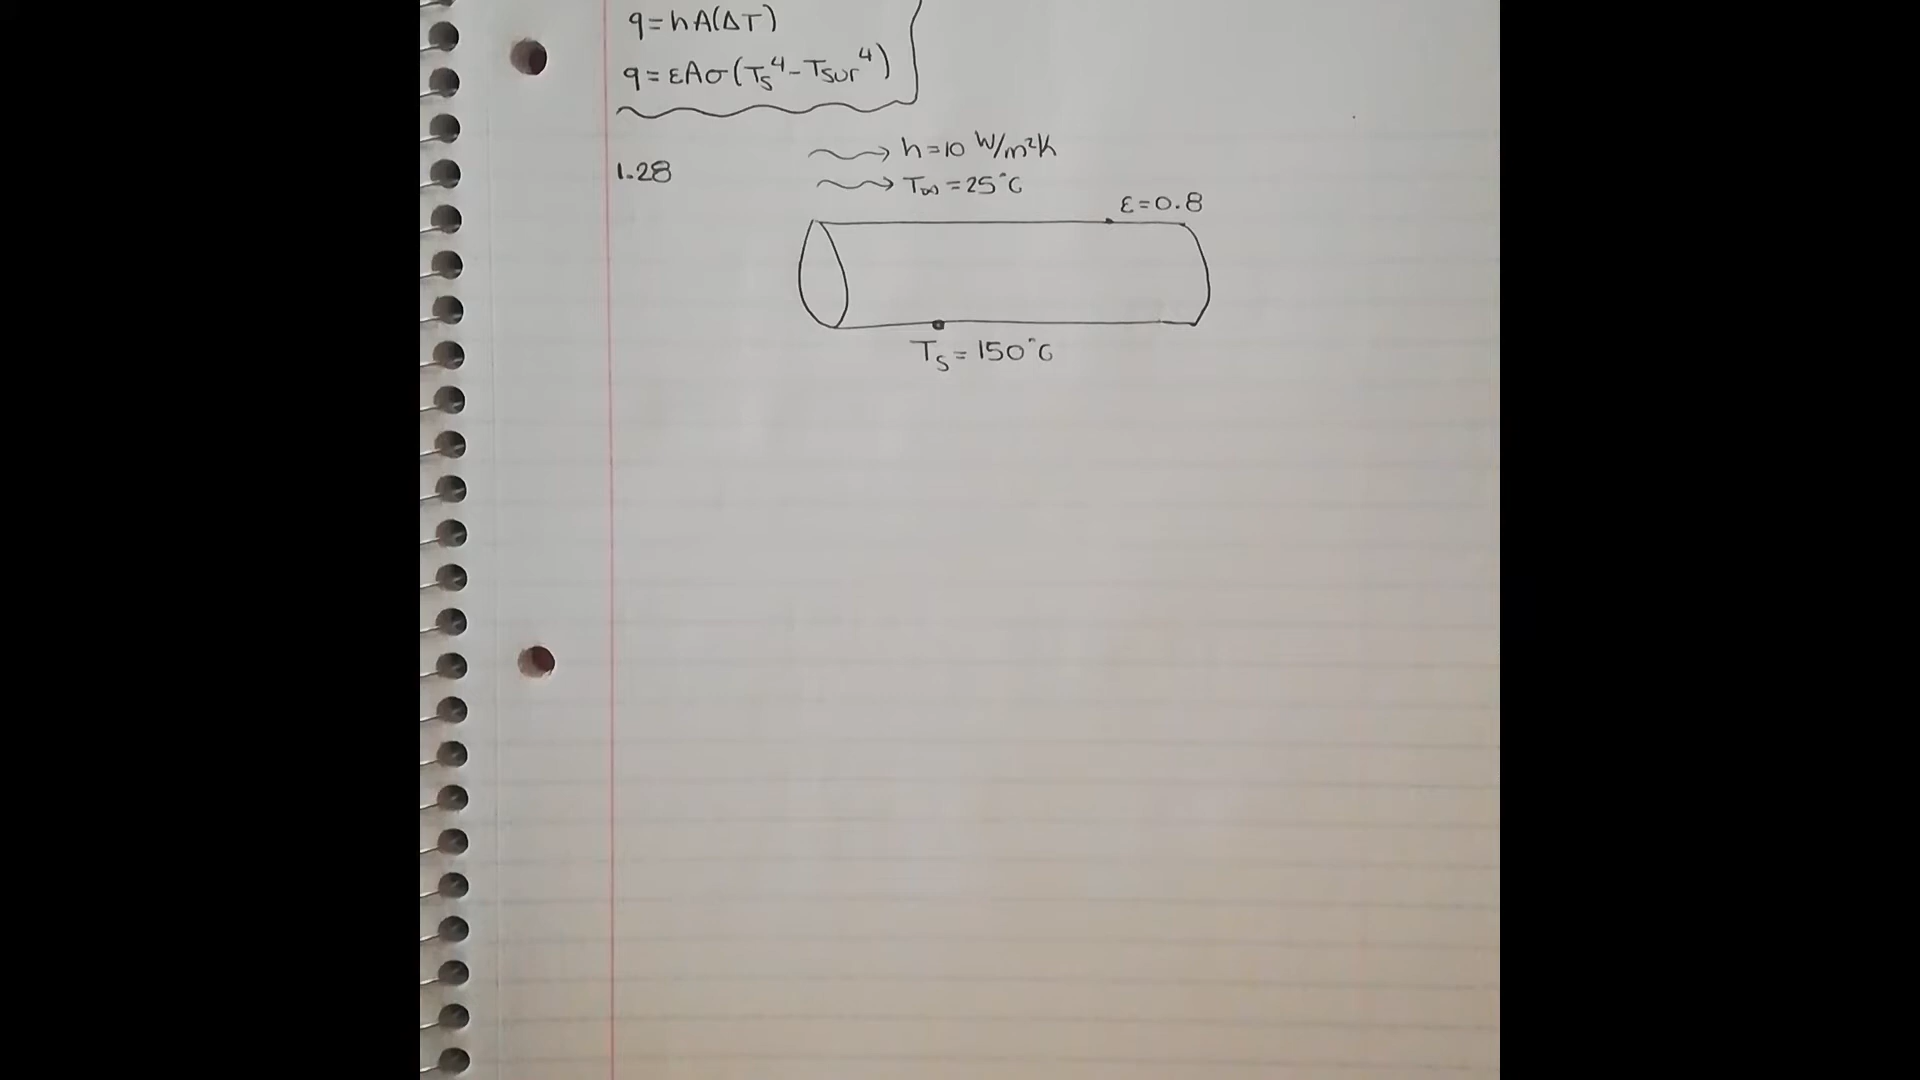 q=hA(ΔT)
q=εAσ(Ts⁴-Tsur⁴)
1.28
h=10 W/m²K
T∞=25°C
ε=0.8
Ts=150°C